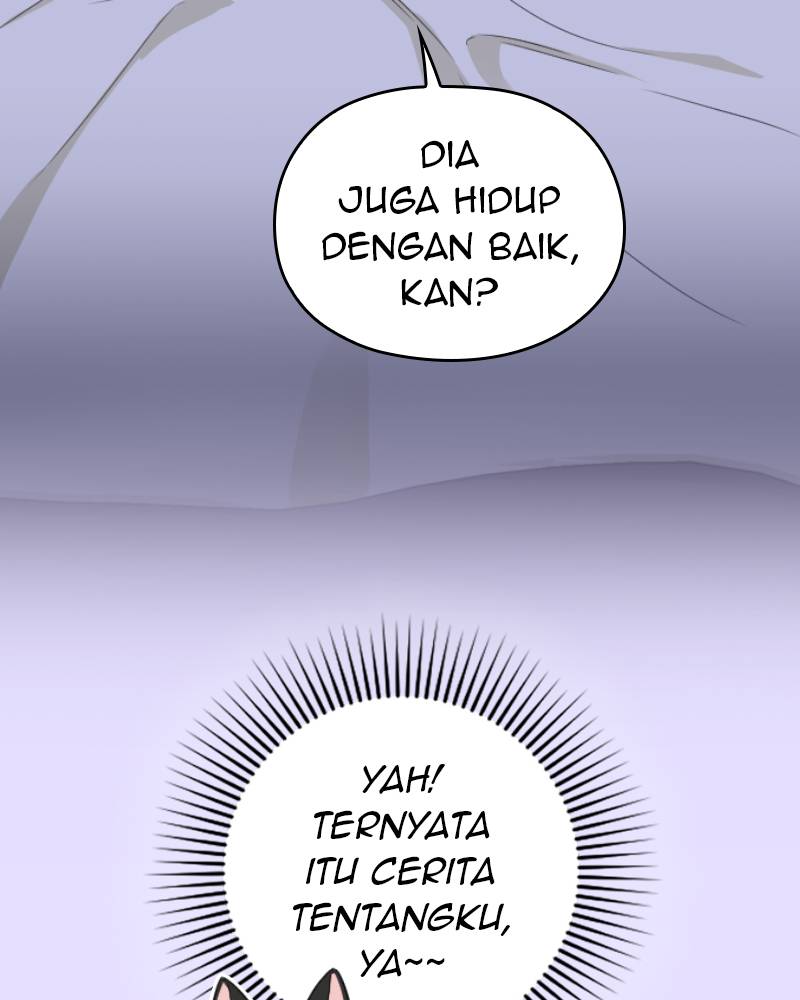 DIA
JUGA HIDUP
DENGAN BAIK,
KAN?
YAH!
TERNYATA
ITU CERITA
TENTANGKU,
YA~~